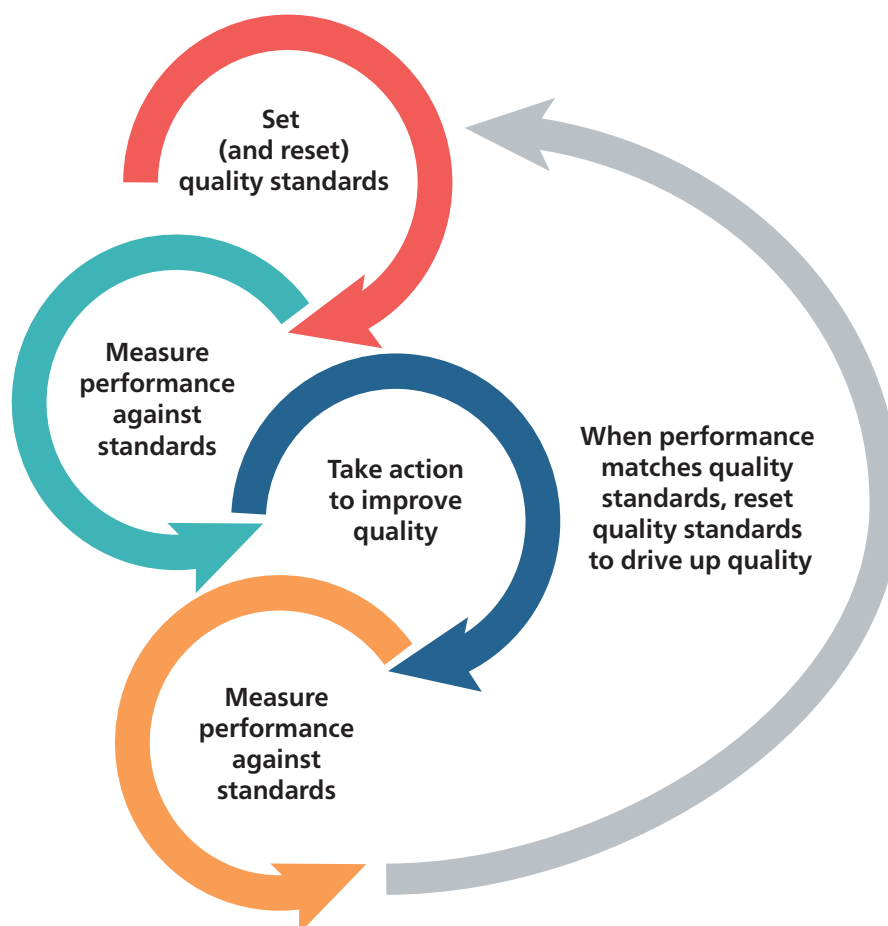 Set
(and reset)
quality standards
Measure
performance
against
standards
Take action
to improve
quality
When performance
matches quality
standards, reset
quality standards
to drive up quality
Measure
performance
against
standards